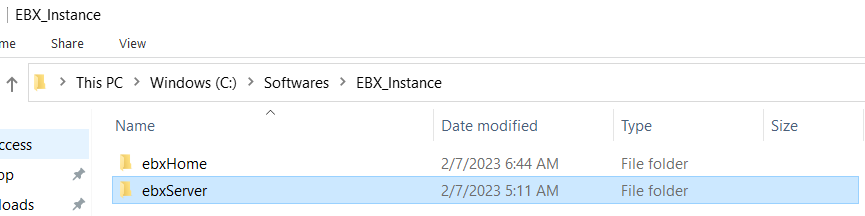 EBX_Instance
me Share View
This PC Windows (C:) Softwares EBX_Instance
Name Date modified Type Size
ccess
ebxHome 2/7/2023 6:44 AM File folder
op
ebxServer 2/7/2023 5:11 AM File folder
loads